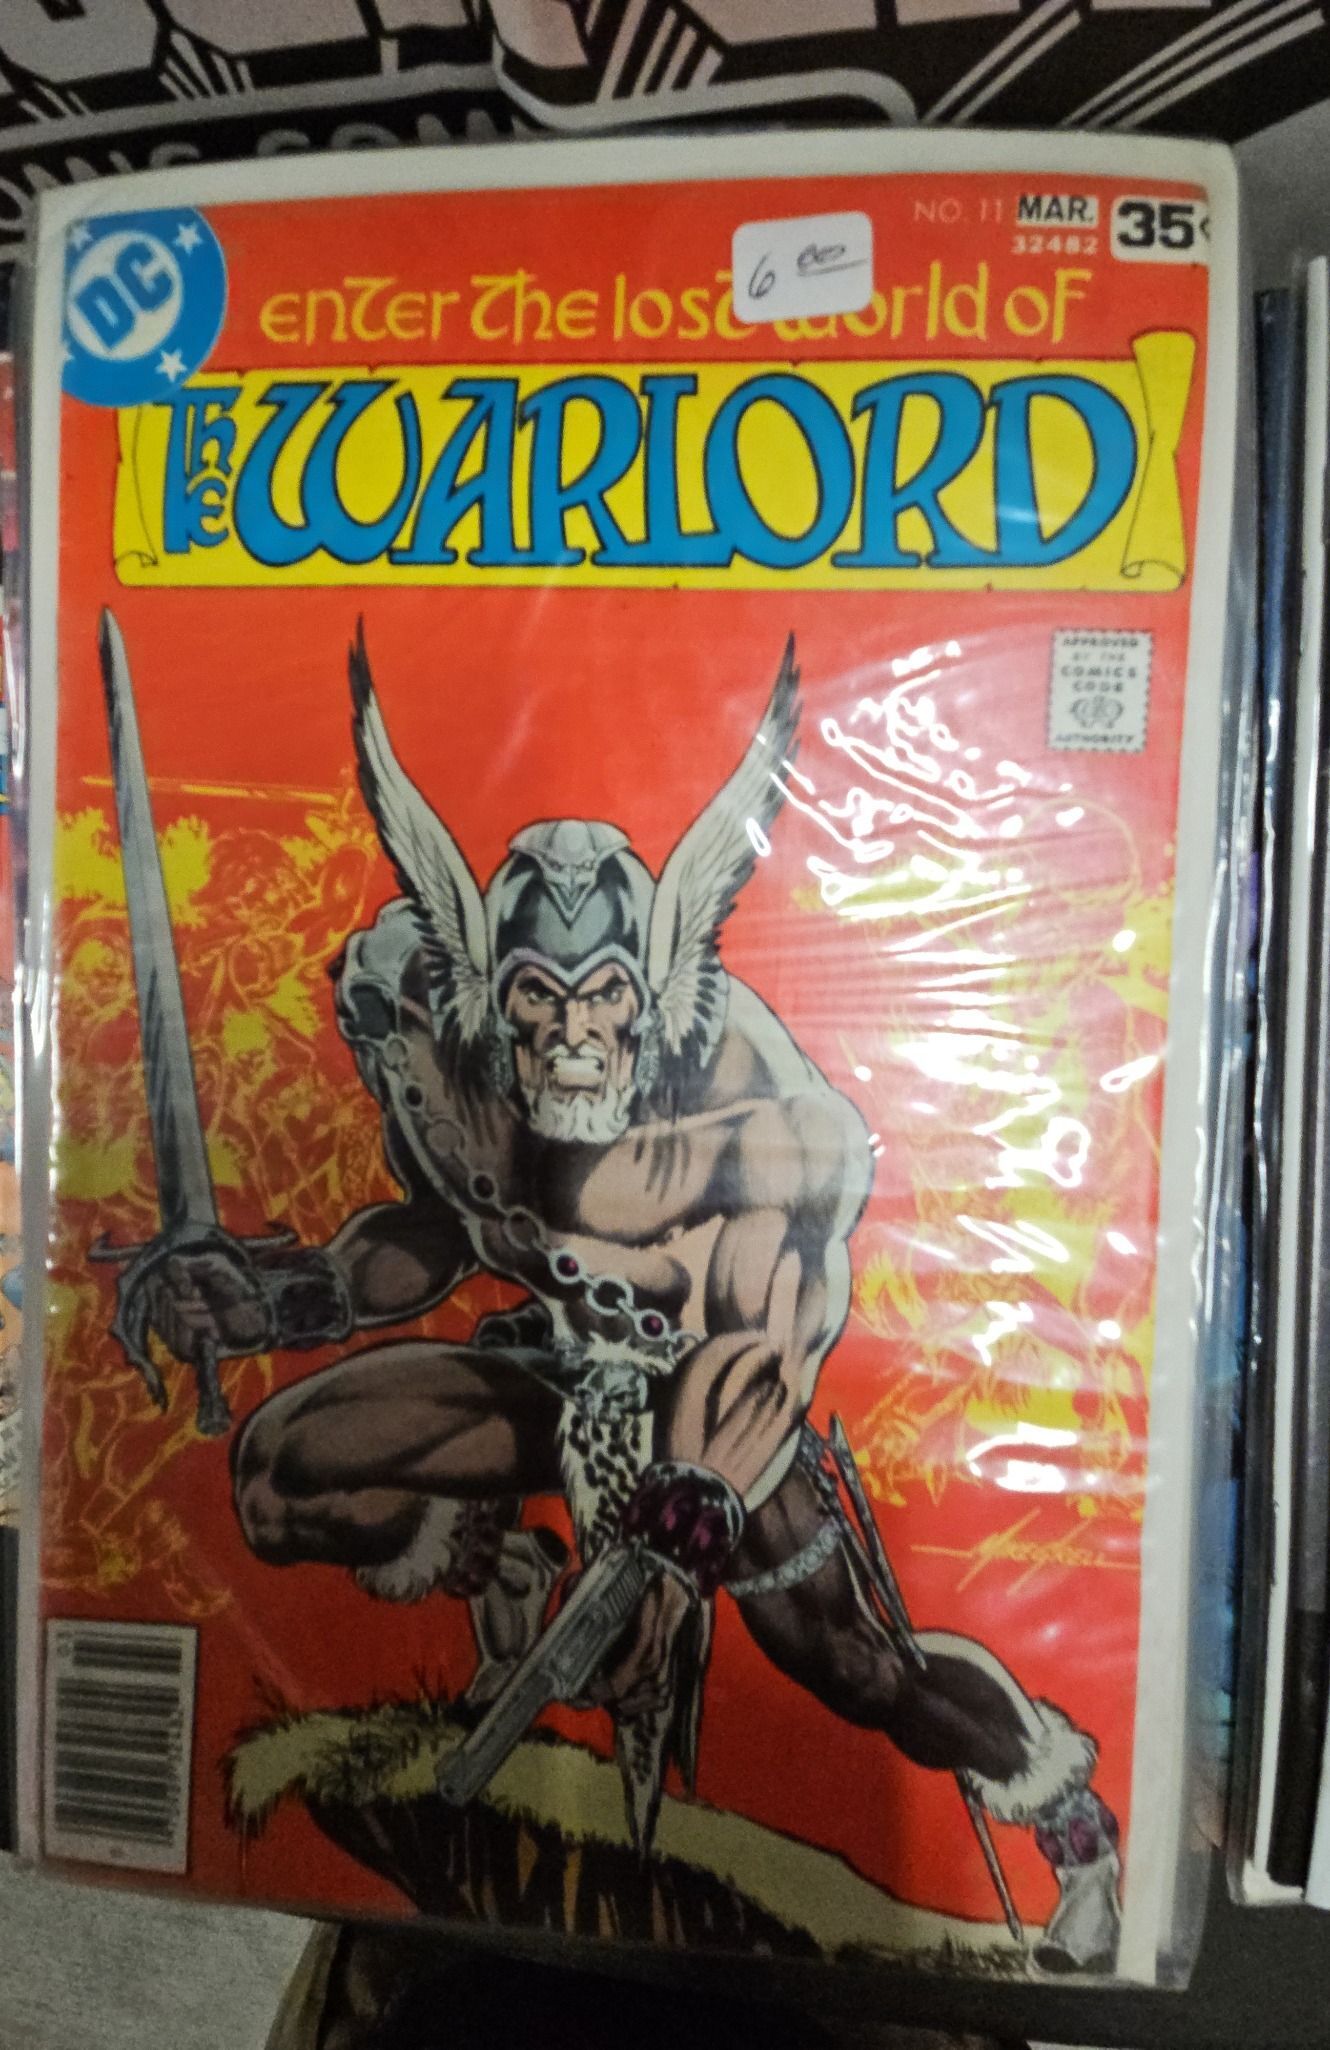 NO. 11 MAR. 35¢
32482
DC
6 00
enter the lost world of
THE WARLORD
APPROVED
BY THE
COMICS
CODE
AUTHORITY